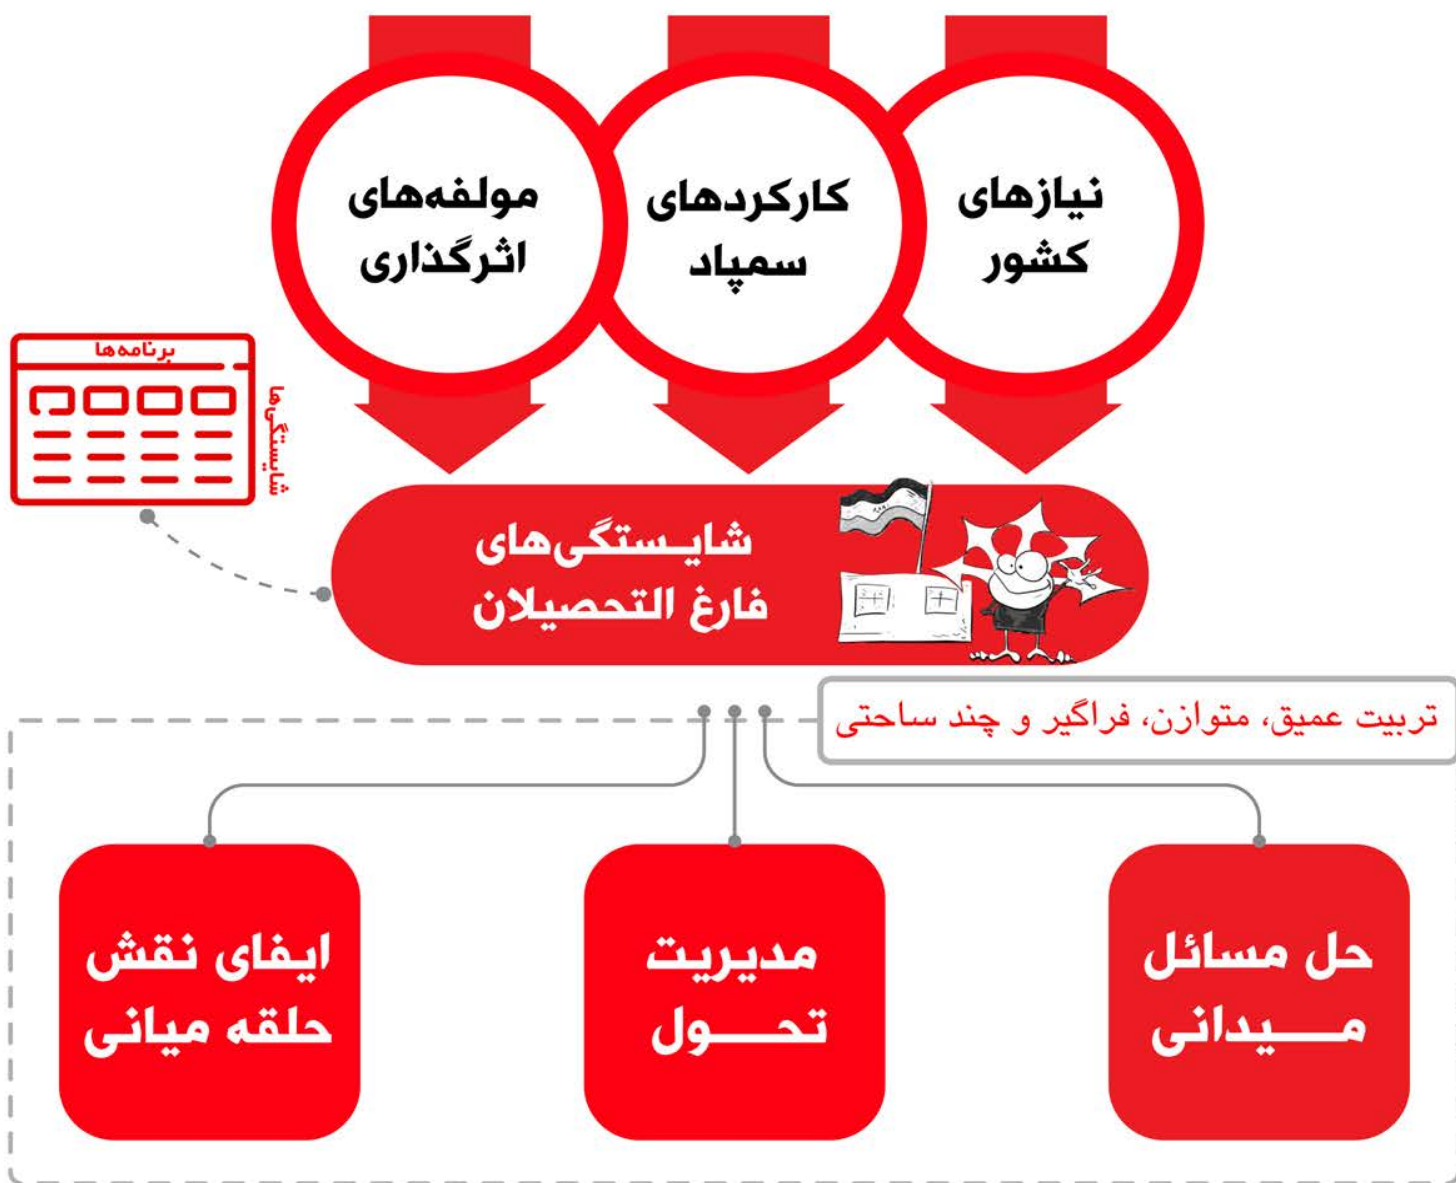 نیازهای
کشور
کارکردهای
سمپاد
مولفه‌های
اثرگذاری
برنامه‌ها
شایستگی‌ها
شایستگی‌های
فارغ التحصیلان
تربیت عمیق، متوازن، فراگیر و چند ساحتی
حل مسائل
میدانی
مدیریت
تحول
ایفای نقش
حلقه میانی